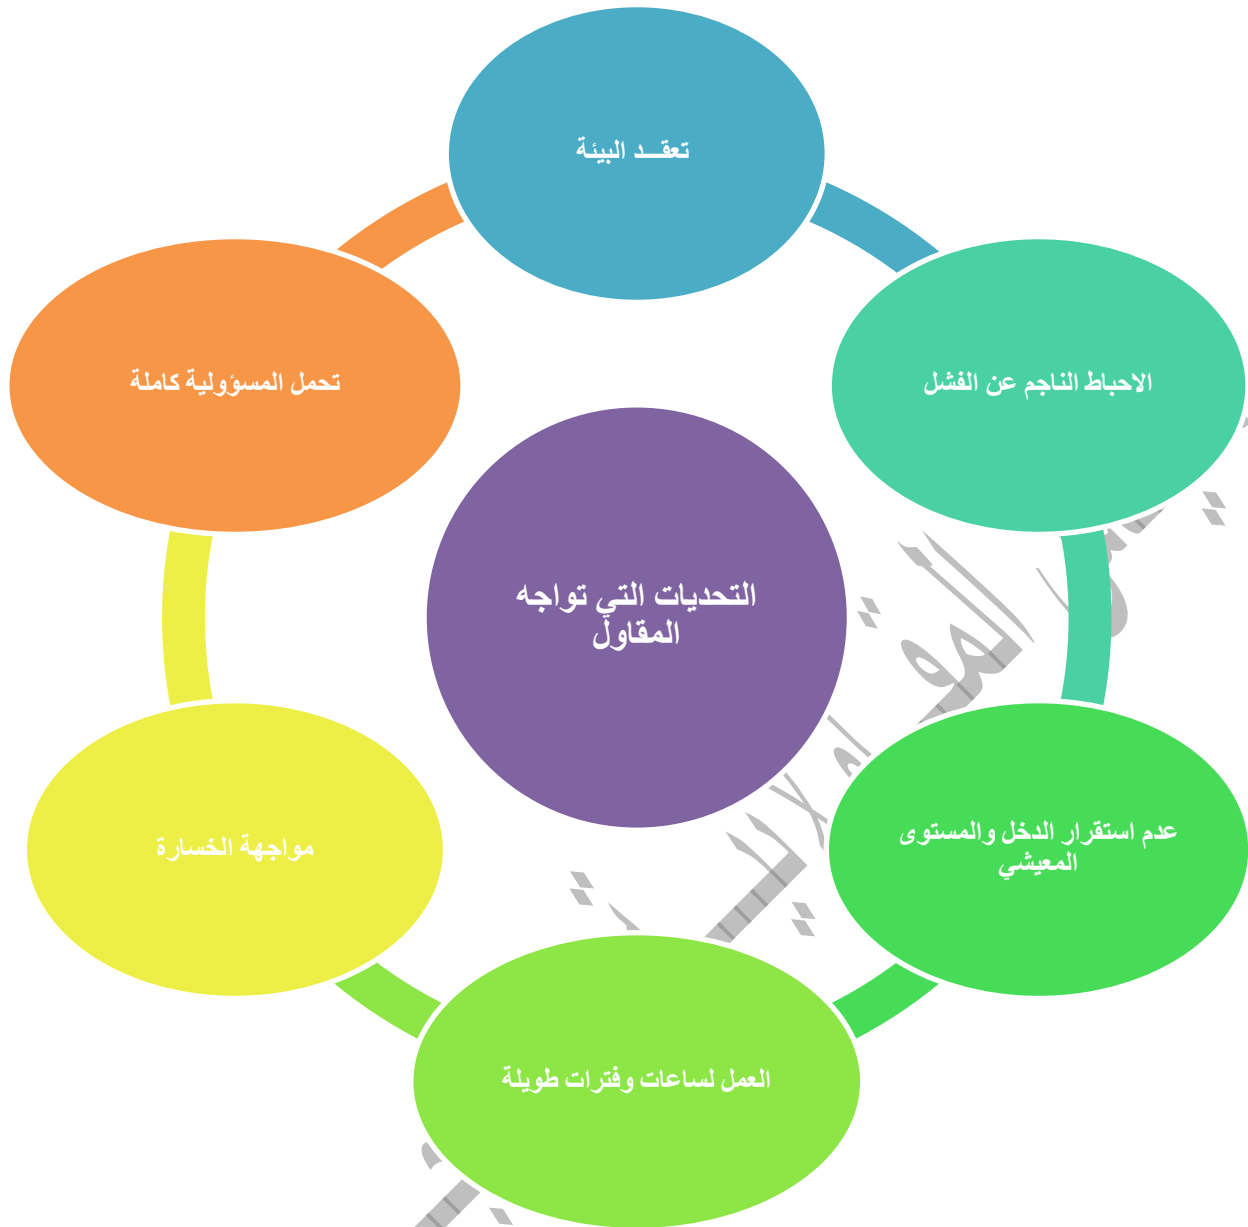 تعقــد البيئة
الاحباط الناجم عن الفشل
تحمل المسؤولية كاملة
التحديات التي تواجه
المقاول
عدم استقرار الدخل والمستوى
المعيشي
مواجهة الخسارة
العمل لساعات وفترات طويلة